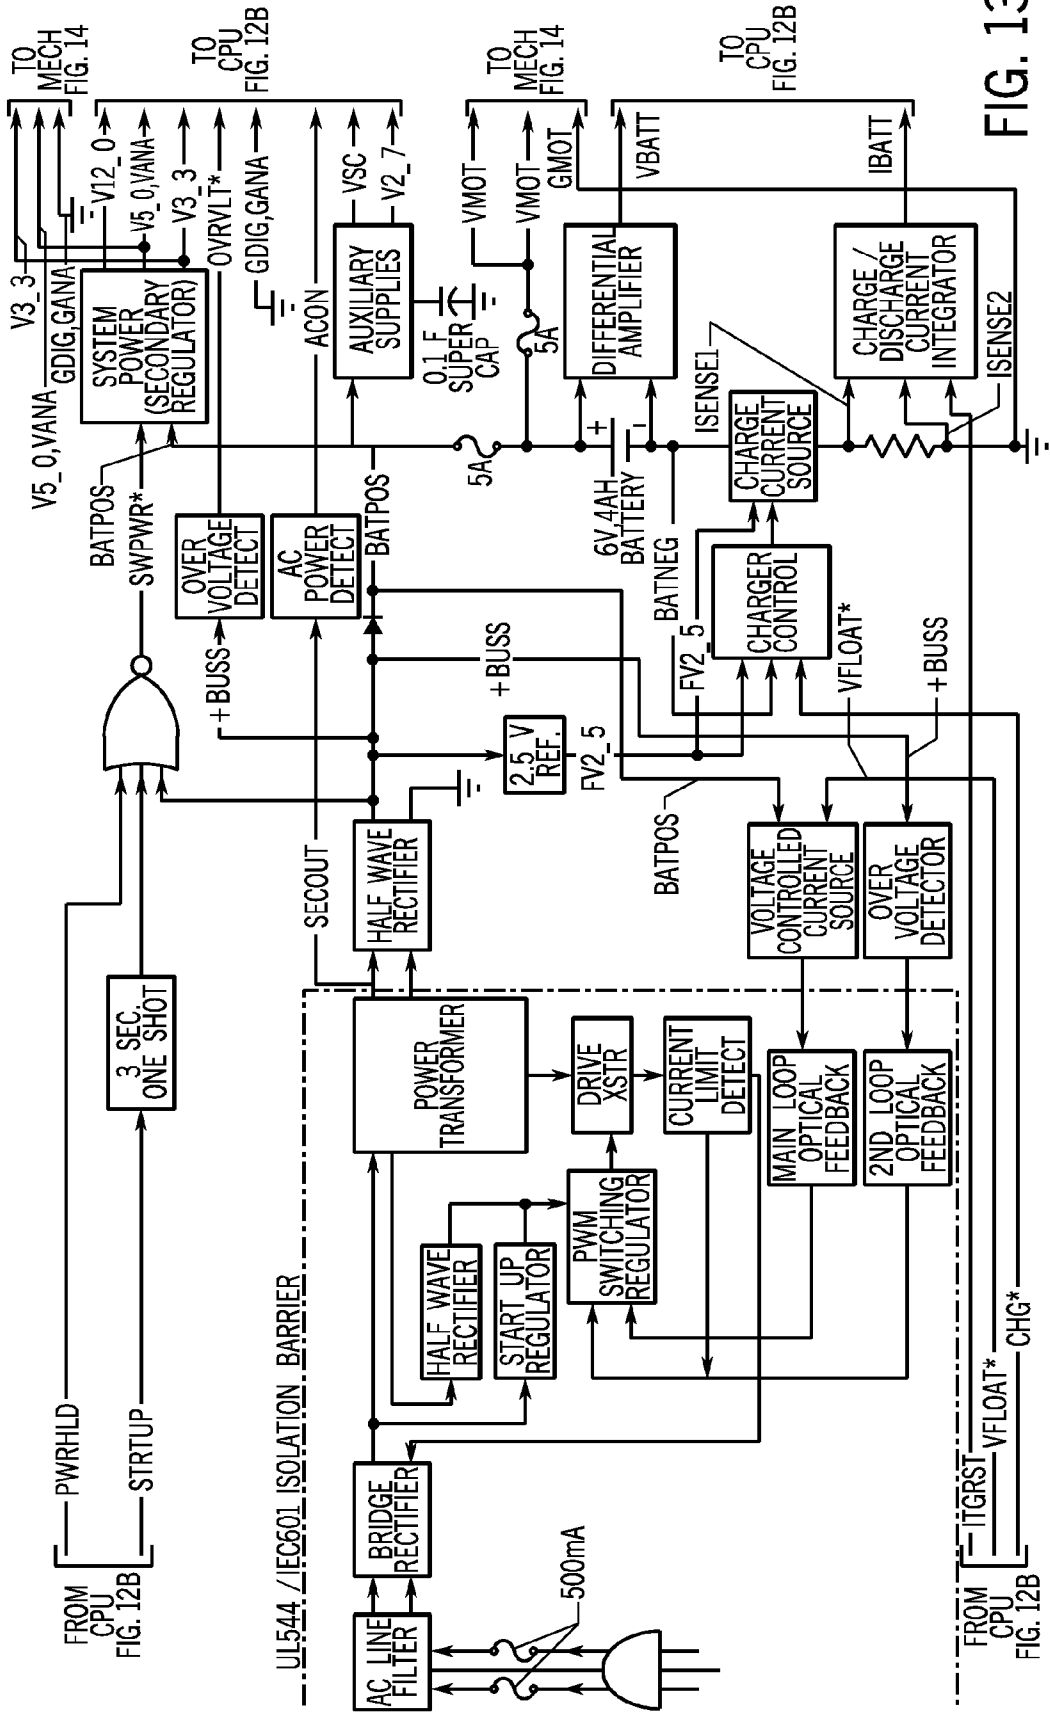 FROM
CPU
FIG. 12B
PWRHLD
STRTUP
3 SEC.
ONE SHOT
SWPWR*
BATPOS
V5_0,VANA
V3_3
GDIG,GANA
SYSTEM
POWER
(SECONDARY
REGULATOR)
V12_0
V5_0,VANA
V3_3
OVRVLT*
GDIG,GANA
TO
MECH
FIG. 14
TO
CPU
FIG. 12B
OVER
VOLTAGE
DETECT
+BUSS
AC
POWER
DETECT
ACON
SECOUT
AUXILIARY
SUPPLIES
VSC
V2_7
0.1 F
SUPER
CAP
BATPOS
5A
5A
VMOT
VMOT
GMOT
TO
MECH
FIG. 14
UL544 /IEC601 ISOLATION BARRIER
AC LINE
FILTER
500mA
BRIDGE
RECTIFIER
HALF WAVE
RECTIFIER
START UP
REGULATOR
POWER
TRANSFORMER
HALF WAVE
RECTIFIER
PWM
SWITCHING
REGULATOR
DRIVE
XSTR
CURRENT
LIMIT
DETECT
MAIN LOOP
OPTICAL
FEEDBACK
2ND LOOP
OPTICAL
FEEDBACK
2.5 V
REF.
FV2_5
+BUSS
BATPOS
VOLTAGE
CONTROLLED
CURRENT
SOURCE
OVER
VOLTAGE
DETECTOR
FV2_5
BATNEG
6V,4AH
BATTERY
+
-
DIFFERENTIAL
AMPLIFIER
VBATT
TO
CPU
FIG. 12B
CHARGER
CONTROL
CHARGE
CURRENT
SOURCE
ISENSE1
VFLOAT*
+BUSS
CHARGE /
DISCHARGE
CURRENT
INTEGRATOR
IBATT
ISENSE2
FROM
CPU
FIG. 12B
ITGRST
VFLOAT*
CHG*
FIG. 13